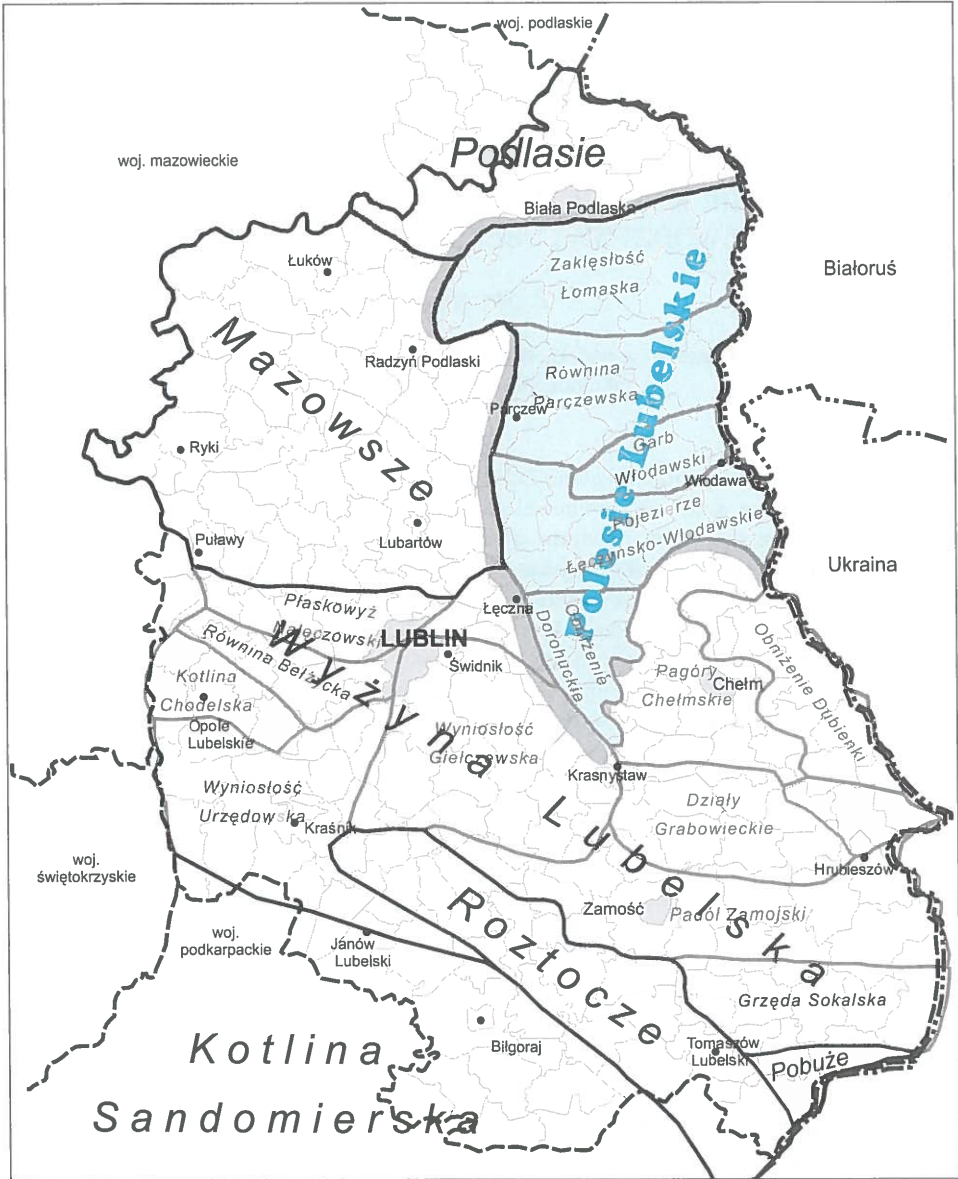 woj. podlaskie
Podlasie
woj. mazowieckie
Biała Podlaska
Łuków
Zaklęsłość
Łomaska
Białoruś
Mazowsze
Polesie Lubelskie
Radzyń Podlaski
Równina
Parczewska
Parczew
Garb
Włodawski
Ryki
Włodawa
Pojezierze
Łęczyńsko-Włodawskie
Puławy
Lubartów
Ukraina
Płaskowyż
Nałęczowski
Łęczna
Obniżenie
Dorohuckie
Obniżenie Dubienki
LUBLIN
Świdnik
Równina Bełżycka
Wyżyna Lubelska
Kotlina
Chodelska
Pagóry
Chełmskie
Chełm
Opole
Lubelskie
Wyniosłość
Giełczewska
Krasnystaw
Wyniosłość
Urzędowska
Kraśnik
Działy
Grabowieckie
woj.
świętokrzyskie
Hrubieszów
Roztocze
Zamość
Padół Zamojski
woj.
podkarpackie
Janów
Lubelski
Grzęda Sokalska
Biłgoraj
Tomaszów
Lubelski
Pobuże
Kotlina
Sandomierska